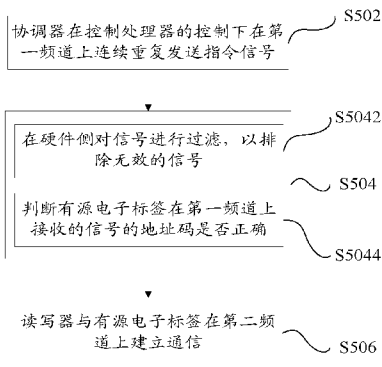 协调器在控制处理器的控制下在第
一频道上连续重复发送指令信号
S502
在硬件侧对信号进行过滤，以排
除无效的信号
S5042
S504
判断有源电子标签在第一频道上
接收的信号的地址码是否正确
S5044
读写器与有源电子标签在第二频
道上建立通信
S506